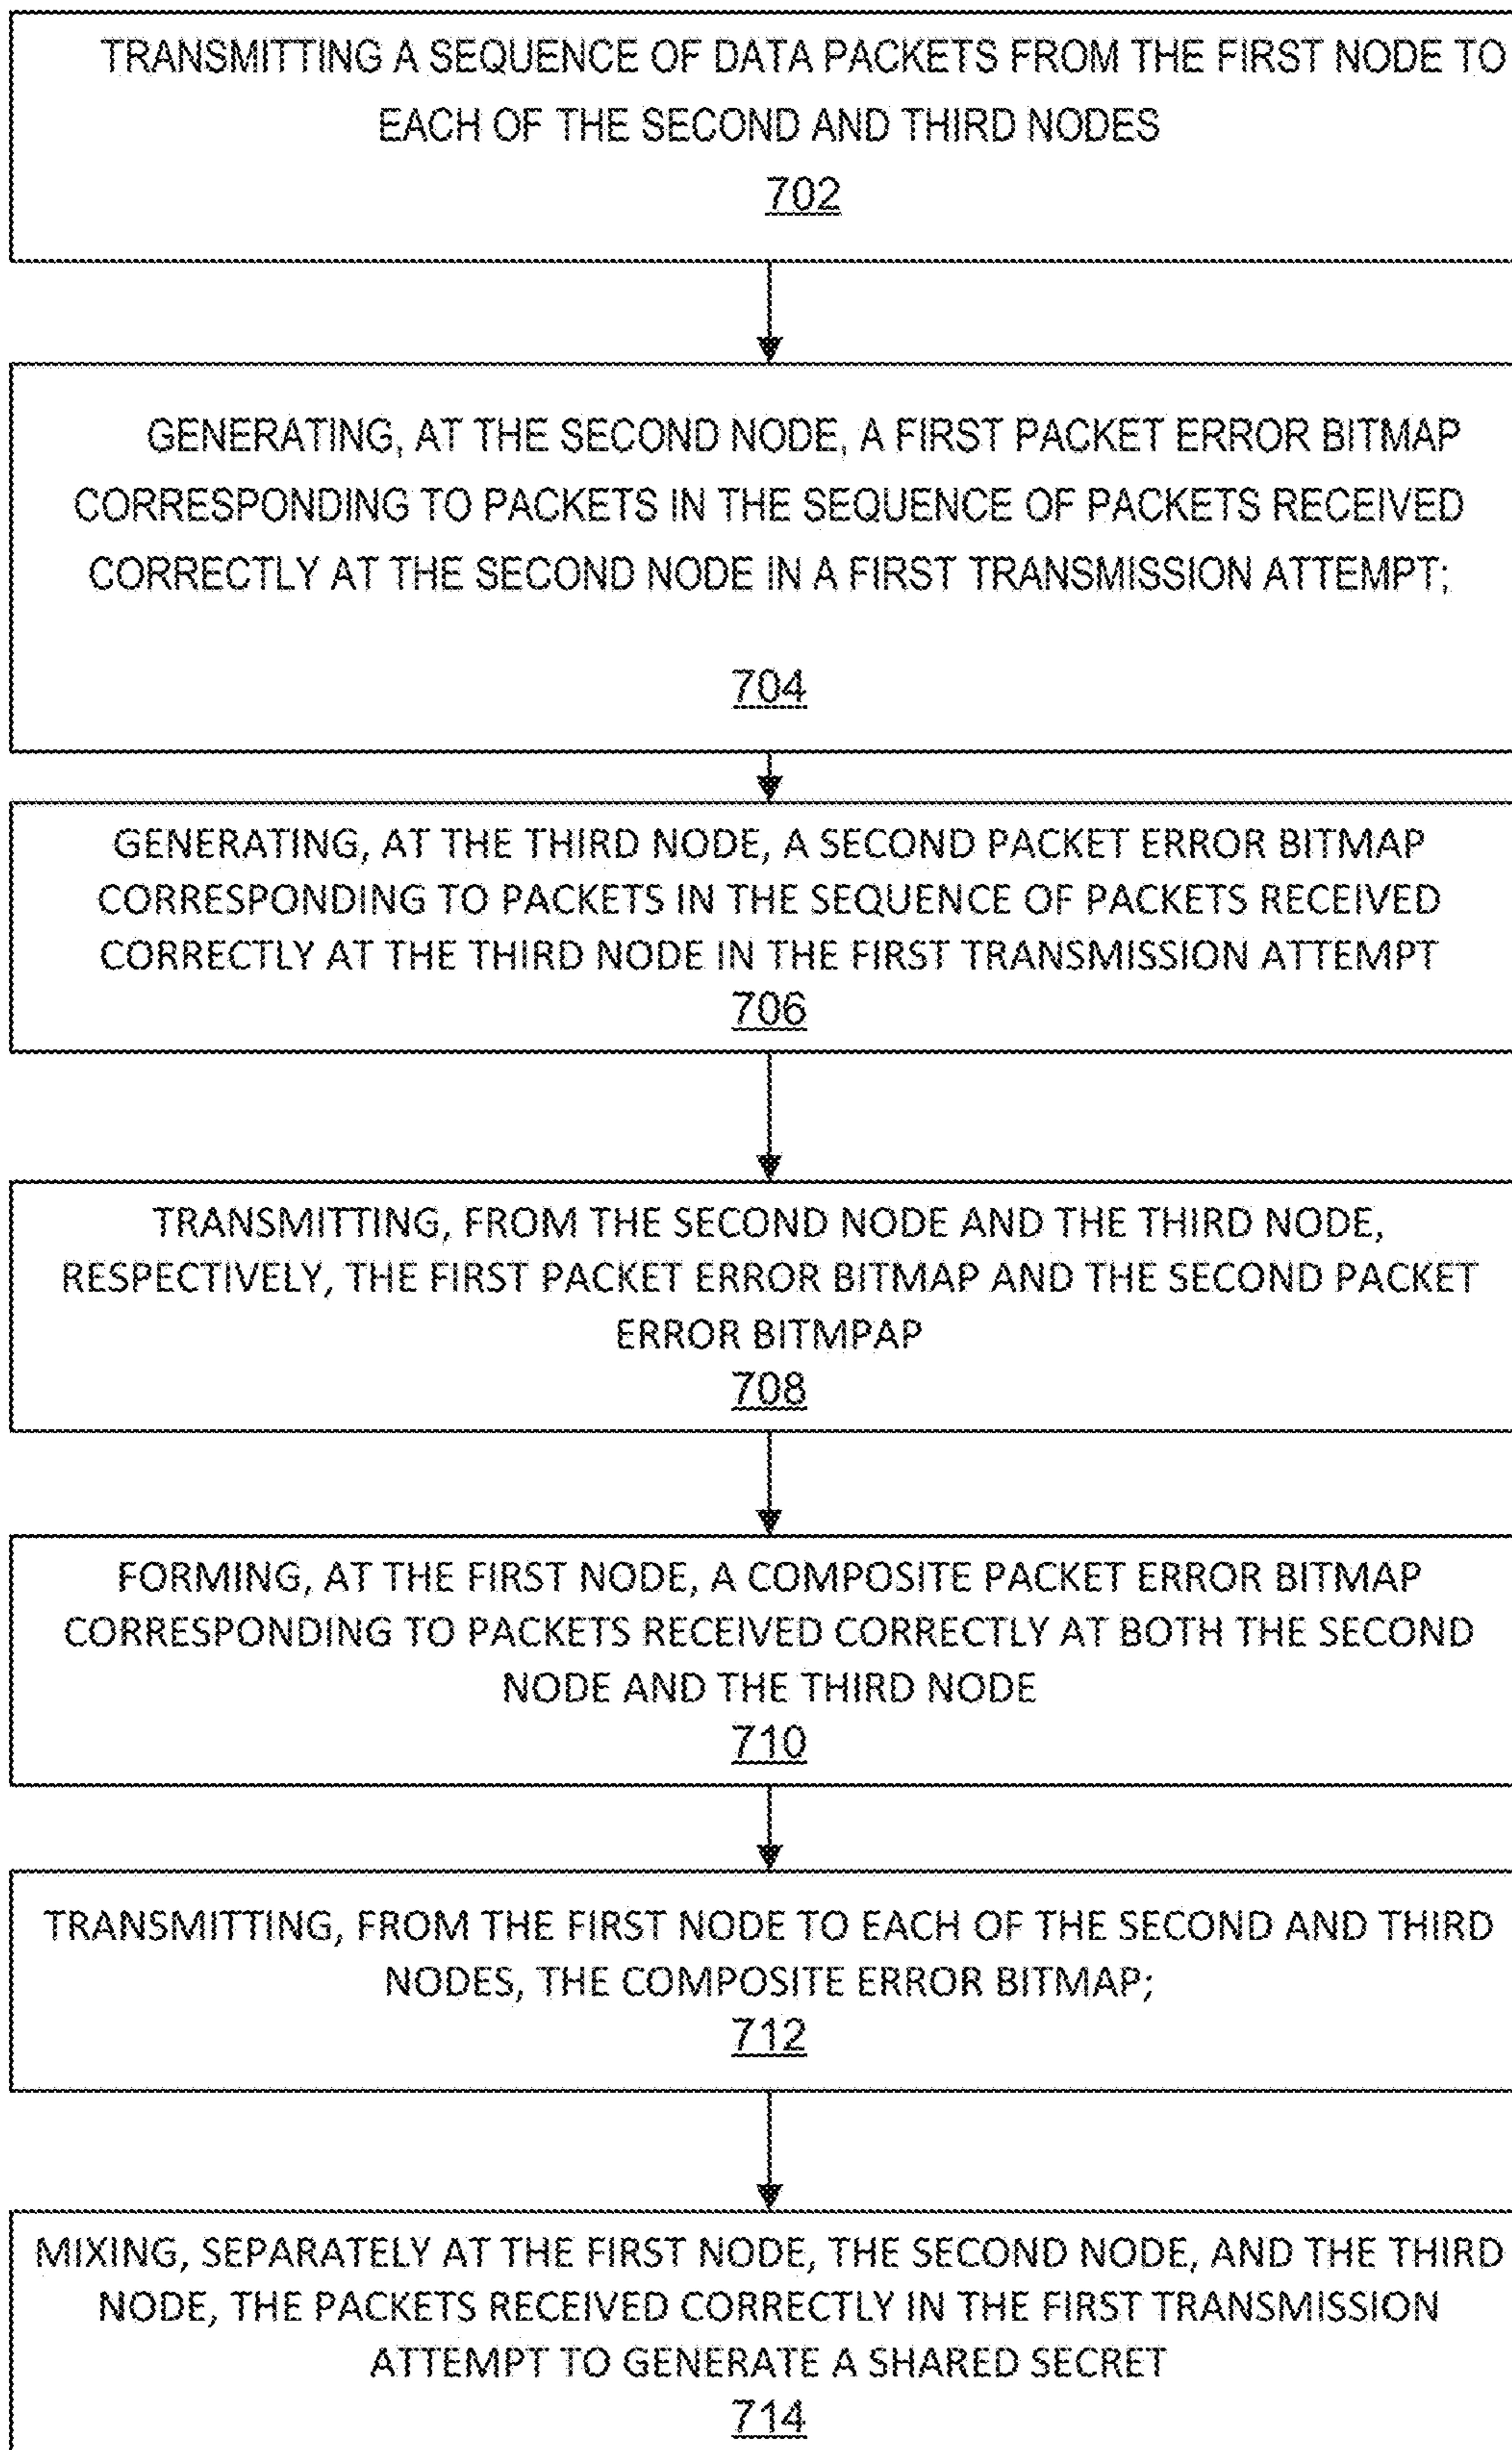 TRANSMITTING A SEQUENCE OF DATA PACKETS FROM THE FIRST NODE TO
EACH OF THE SECOND AND THIRD NODES
702
GENERATING, AT THE SECOND NODE, A FIRST PACKET ERROR BITMAP
CORRESPONDING TO PACKETS IN THE SEQUENCE OF PACKETS RECEIVED
CORRECTLY AT THE SECOND NODE IN A FIRST TRANSMISSION ATTEMPT;
704
GENERATING, AT THE THIRD NODE, A SECOND PACKET ERROR BITMAP
CORRESPONDING TO PACKETS IN THE SEQUENCE OF PACKETS RECEIVED
CORRECTLY AT THE THIRD NODE IN THE FIRST TRANSMISSION ATTEMPT
706
TRANSMITTING, FROM THE SECOND NODE AND THE THIRD NODE,
RESPECTIVELY, THE FIRST PACKET ERROR BITMAP AND THE SECOND PACKET
ERROR BITMPAP
708
FORMING, AT THE FIRST NODE, A COMPOSITE PACKET ERROR BITMAP
CORRESPONDING TO PACKETS RECEIVED CORRECTLY AT BOTH THE SECOND
NODE AND THE THIRD NODE
710
TRANSMITTING, FROM THE FIRST NODE TO EACH OF THE SECOND AND THIRD
NODES, THE COMPOSITE ERROR BITMAP;
712
MIXING, SEPARATELY AT THE FIRST NODE, THE SECOND NODE, AND THE THIRD
NODE, THE PACKETS RECEIVED CORRECTLY IN THE FIRST TRANSMISSION
ATTEMPT TO GENERATE A SHARED SECRET
714